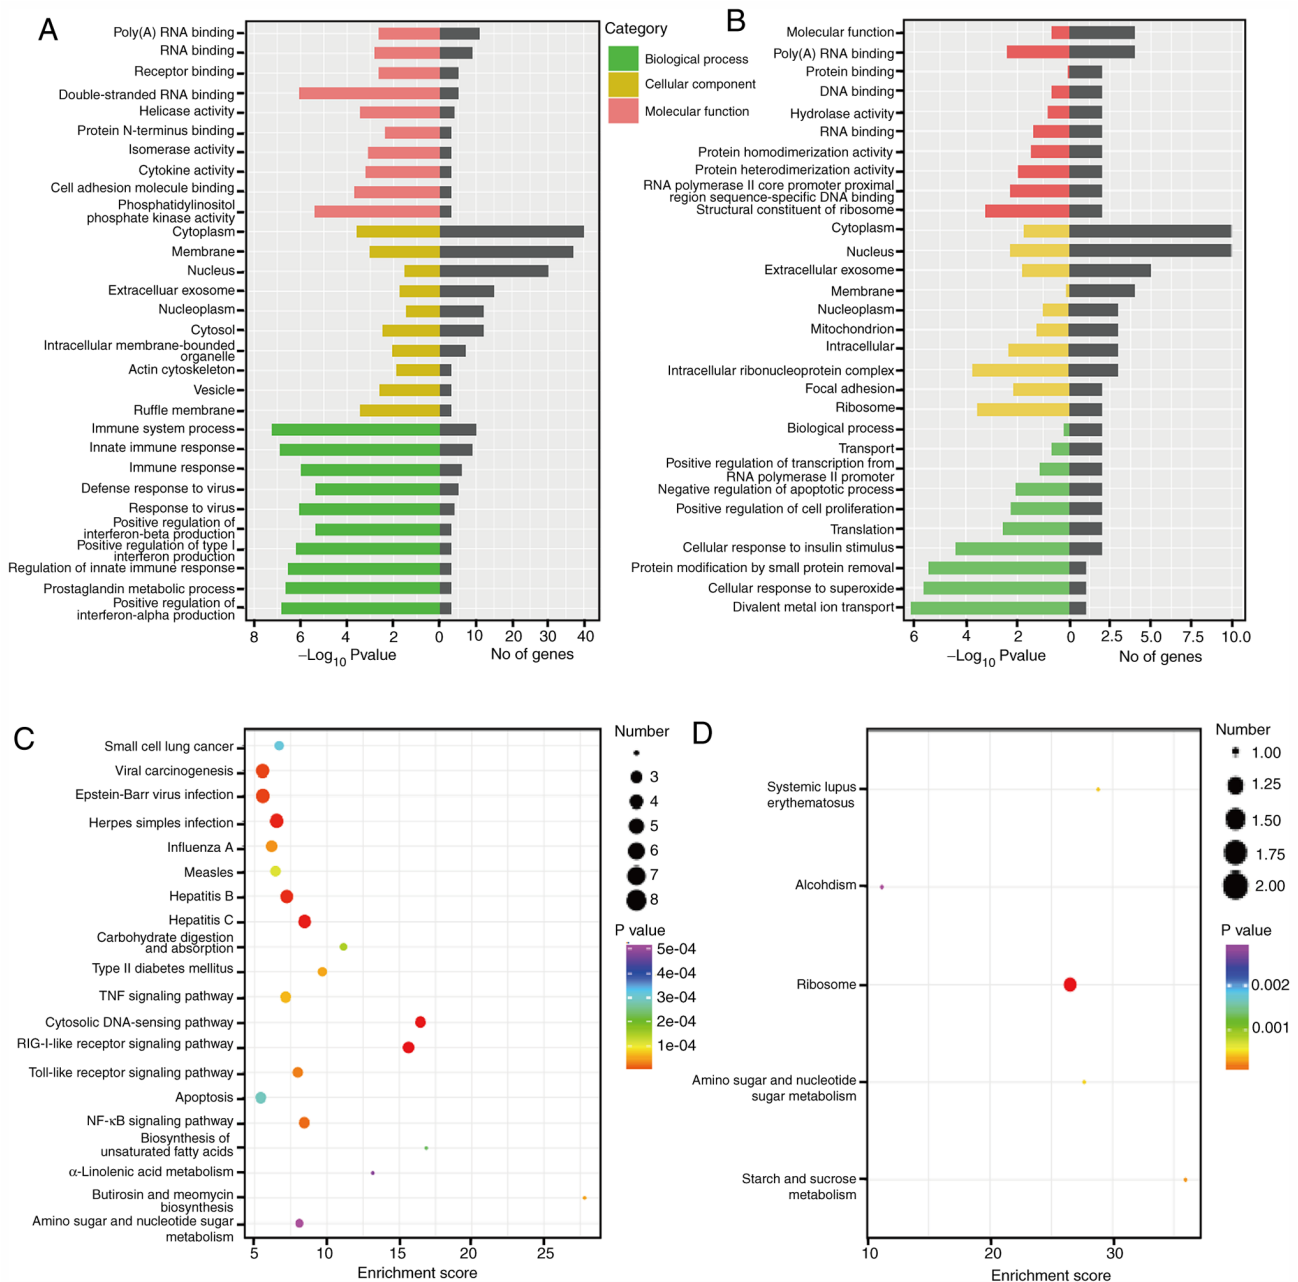 A
Poly(A) RNA binding
RNA binding
Receptor binding
Double-stranded RNA binding
Helicase activity
Protein N-terminus binding
Isomerase activity
Cytokine activity
Cell adhesion molecule binding
Phosphatidylinositol
phosphate kinase activity
Cytoplasm
Membrane
Nucleus
Extracelluar exosome
Nucleoplasm
Cytosol
Intracellular membrane-bounded
organelle
Actin cytoskeleton
Vesicle
Ruffle membrane
Immune system process
Innate immune response
Immune response
Defense response to virus
Response to virus
Positive regulation of
interferon-beta production
Positive regulation of type I
interferon production
Regulation of innate immune response
Prostaglandin metabolic process
Positive regulation of
interferon-alpha production
8 6 4 2 0 10 20 30 40
−Log10 Pvalue No of genes
Category
Biological process
Cellular component
Molecular function
B
Molecular function
Poly(A) RNA binding
Protein binding
DNA binding
Hydrolase activity
RNA binding
Protein homodimerization activity
Protein heterodimerization activity
RNA polymerase II core promoter proximal
region sequence-specific DNA binding
Structural constituent of ribosome
Cytoplasm
Nucleus
Extracellular exosome
Membrane
Nucleoplasm
Mitochondrion
Intracellular
Intracellular ribonucleoprotein complex
Focal adhesion
Ribosome
Biological process
Transport
Positive regulation of transcription from
RNA polymerase II promoter
Negative regulation of apoptotic process
Positive regulation of cell proliferation
Translation
Cellular response to insulin stimulus
Protein modification by small protein removal
Cellular response to superoxide
Divalent metal ion transport
6 4 2 0 2.5 5.0 7.5 10.0
−Log10 Pvalue No of genes
C
Small cell lung cancer
Viral carcinogenesis
Epstein-Barr virus infection
Herpes simples infection
Influenza A
Measles
Hepatitis B
Hepatitis C
Carbohydrate digestion
and absorption
Type II diabetes mellitus
TNF signaling pathway
Cytosolic DNA-sensing pathway
RIG-I-like receptor signaling pathway
Toll-like receptor signaling pathway
Apoptosis
NF-κB signaling pathway
Biosynthesis of
unsaturated fatty acids
α-Linolenic acid metabolism
Butirosin and meomycin
biosynthesis
Amino sugar and nucleotide sugar
metabolism
5 10 15 20 25
Enrichment score
Number
3
4
5
6
7
8
P value
5e-04
4e-04
3e-04
2e-04
1e-04
D
Systemic lupus
erythematosus
Alcohdism
Ribosome
Amino sugar and nucleotide
sugar metabolism
Starch and sucrose
metabolism
10 20 30
Enrichment score
Number
1.00
1.25
1.50
1.75
2.00
P value
0.002
0.001